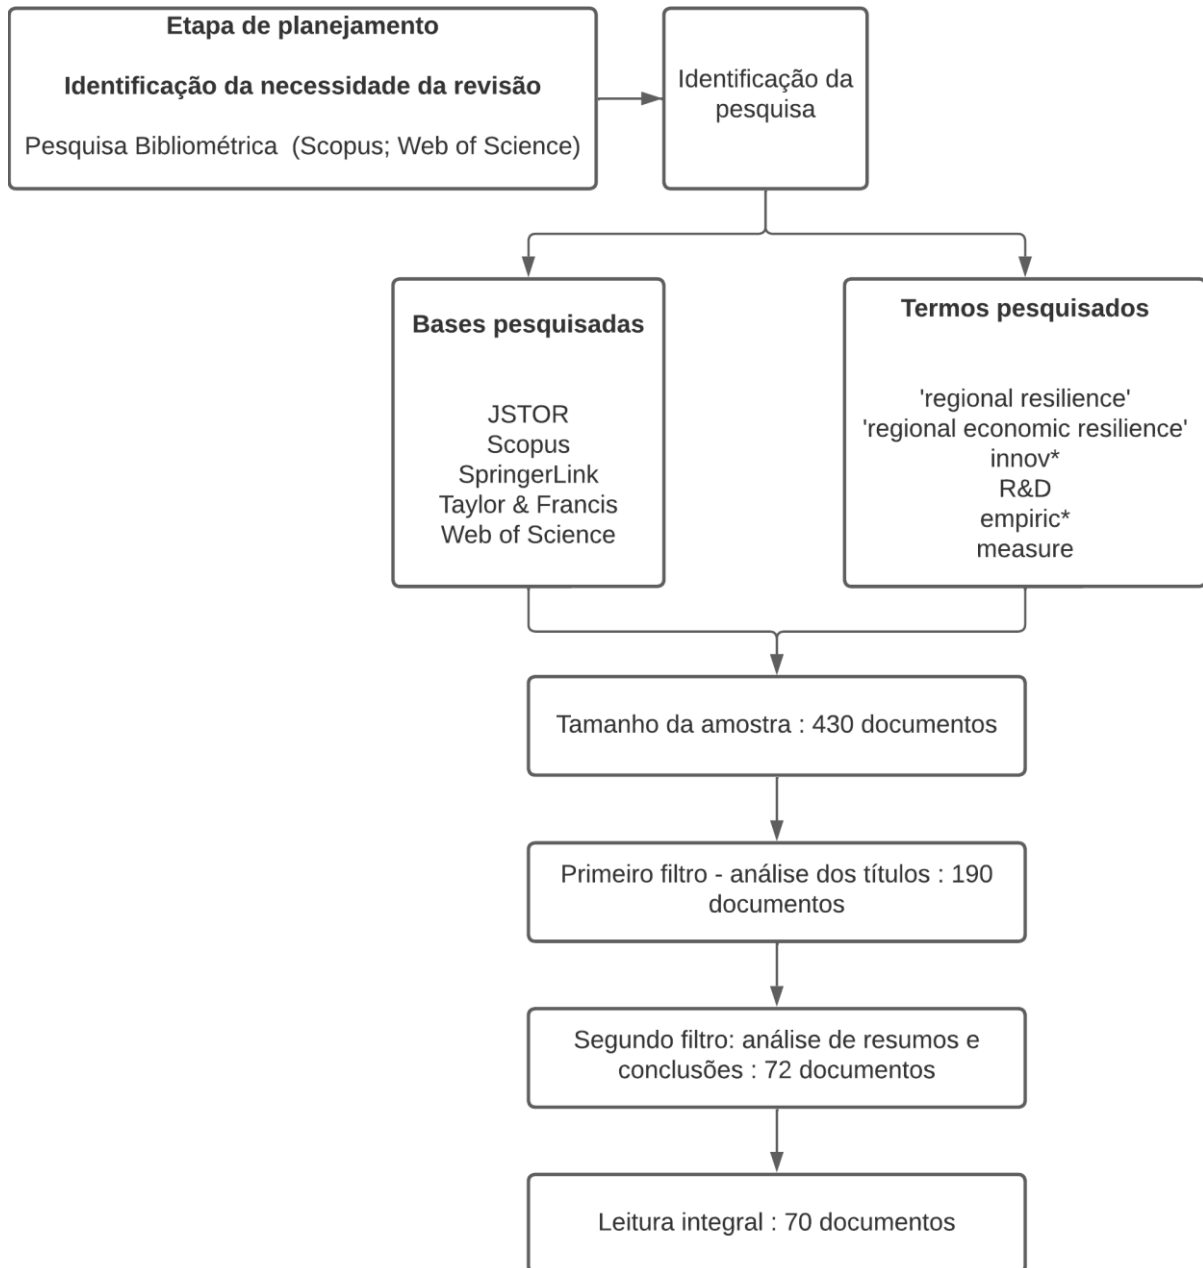 Etapa de planejamento
Identificação da necessidade da revisão
Pesquisa Bibliométrica (Scopus; Web of Science)
Identificação da
pesquisa
Bases pesquisadas
JSTOR
Scopus
SpringerLink
Taylor & Francis
Web of Science
Termos pesquisados
'regional resilience'
'regional economic resilience'
innov*
R&D
empiric*
measure
Tamanho da amostra : 430 documentos
Primeiro filtro - análise dos títulos : 190
documentos
Segundo filtro: análise de resumos e
conclusões : 72 documentos
Leitura integral : 70 documentos